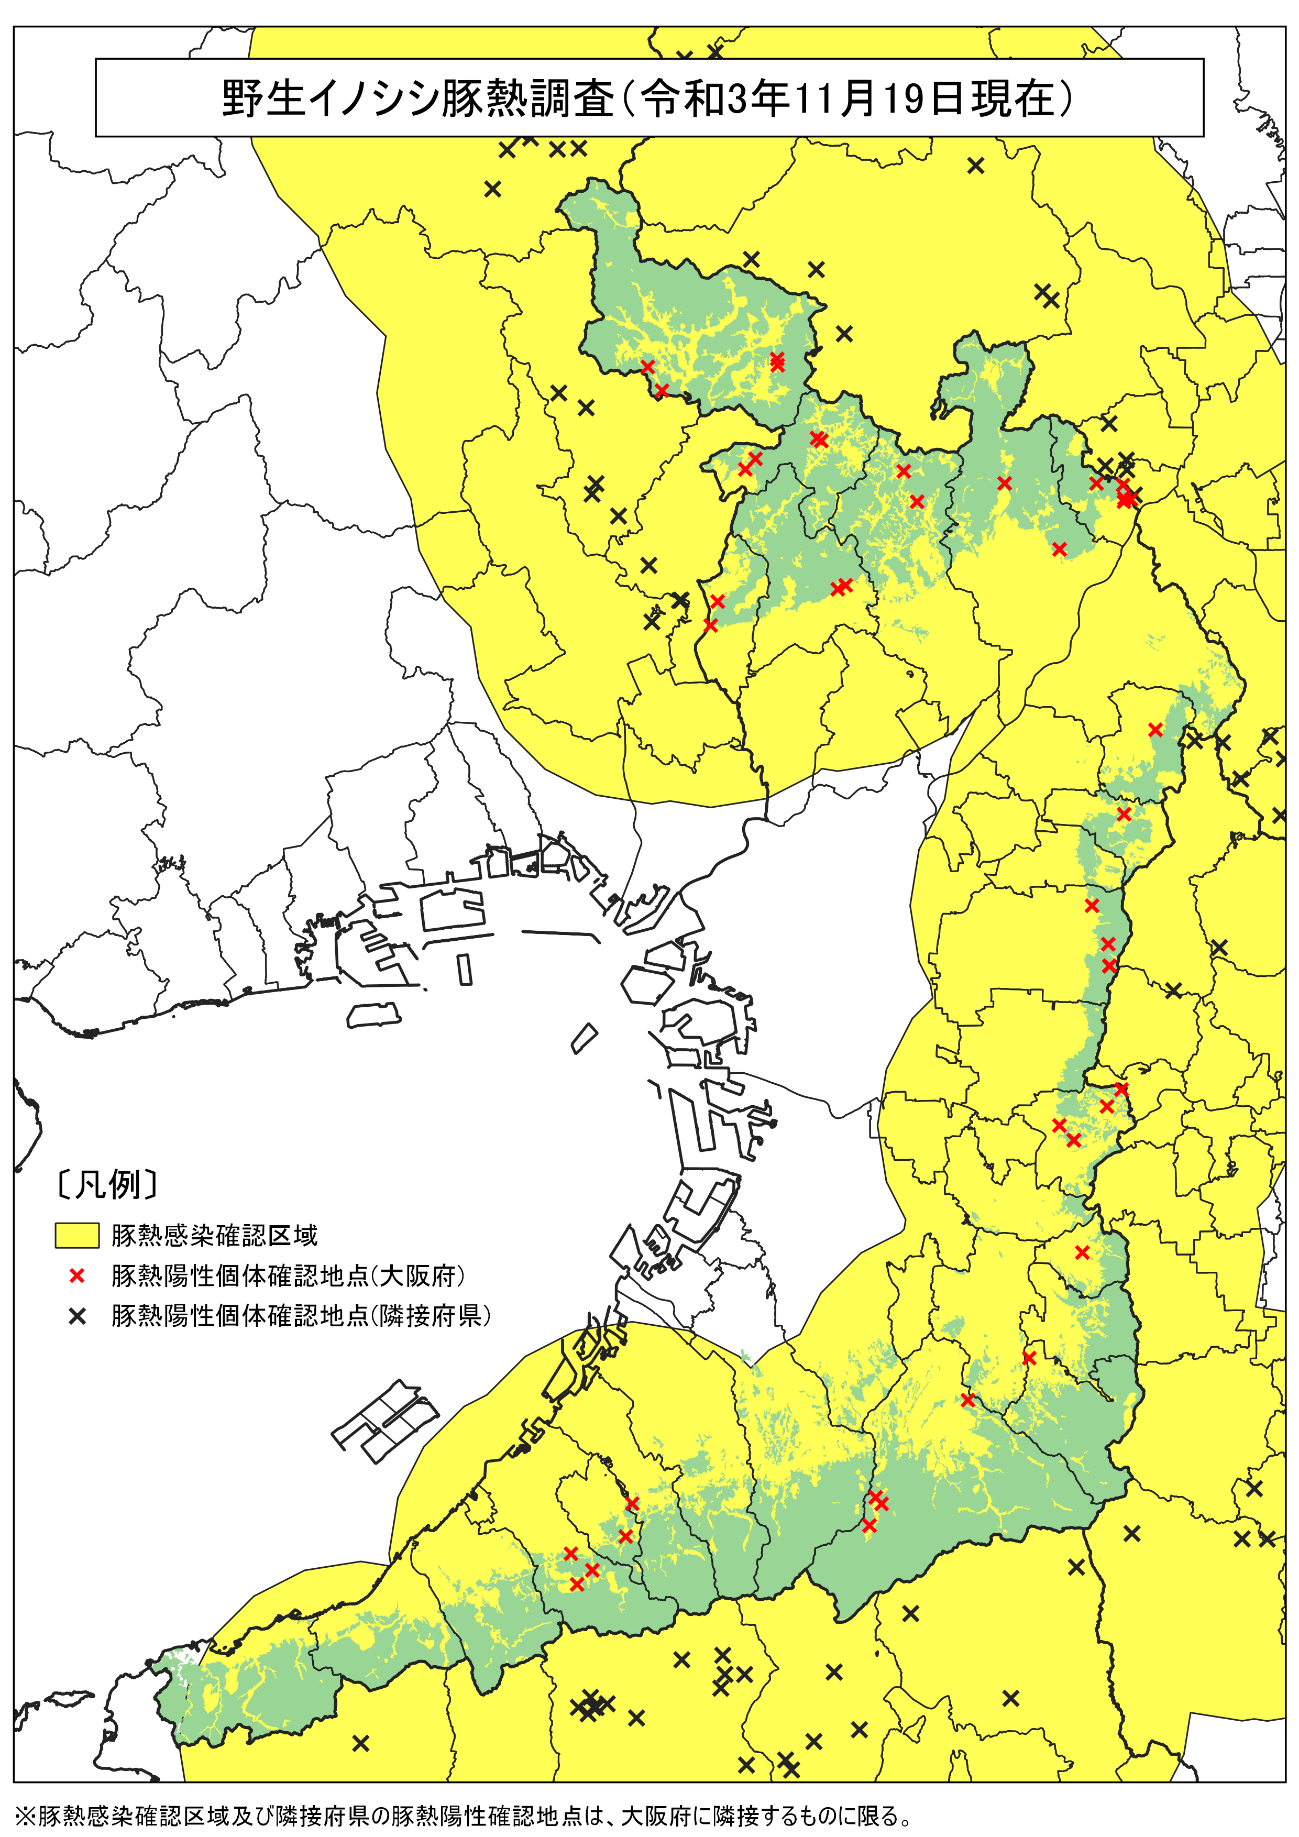 野生イノシシ豚熱調査（令和3年11月19日現在）
〔凡例〕
豚熱感染確認区域
豚熱陽性個体確認地点(大阪府)
豚熱陽性個体確認地点(隣接府県)
※豚熱感染確認区域及び隣接府県の豚熱陽性確認地点は、大阪府に隣接するものに限る。